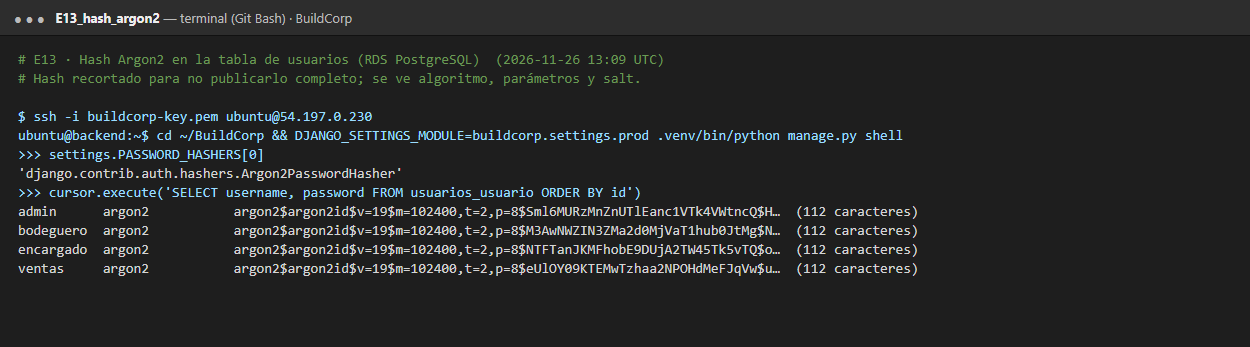 E13_hash_argon2 — terminal (Git Bash) · BuildCorp
# E13 · Hash Argon2 en la tabla de usuarios (RDS PostgreSQL)  (2026-11-26 13:09 UTC)
# Hash recortado para no publicarlo completo; se ve algoritmo, parámetros y salt.
$ ssh -i buildcorp-key.pem ubuntu@54.197.0.230
ubuntu@backend:~$ cd ~/BuildCorp && DJANGO_SETTINGS_MODULE=buildcorp.settings.prod .venv/bin/python manage.py shell
>>> settings.PASSWORD_HASHERS[0]
'django.contrib.auth.hashers.Argon2PasswordHasher'
>>> cursor.execute('SELECT username, password FROM usuarios_usuario ORDER BY id')
admin      argon2           argon2$argon2id$v=19$m=102400,t=2,p=8$Sml6MURzMnZnUTlEanc1VTk4VWtncQ$H…  (112 caracteres)
bodeguero  argon2           argon2$argon2id$v=19$m=102400,t=2,p=8$M3AwNWZIN3ZMa2d0MjVaT1hub0JtMg$N…  (112 caracteres)
encargado  argon2           argon2$argon2id$v=19$m=102400,t=2,p=8$NTFTanJKMFhobE9DUjA2TW45Tk5vTQ$o…  (112 caracteres)
ventas     argon2           argon2$argon2id$v=19$m=102400,t=2,p=8$eUlOY09KTEMwTzhaa2NPOHdMeFJqVw$u…  (112 caracteres)